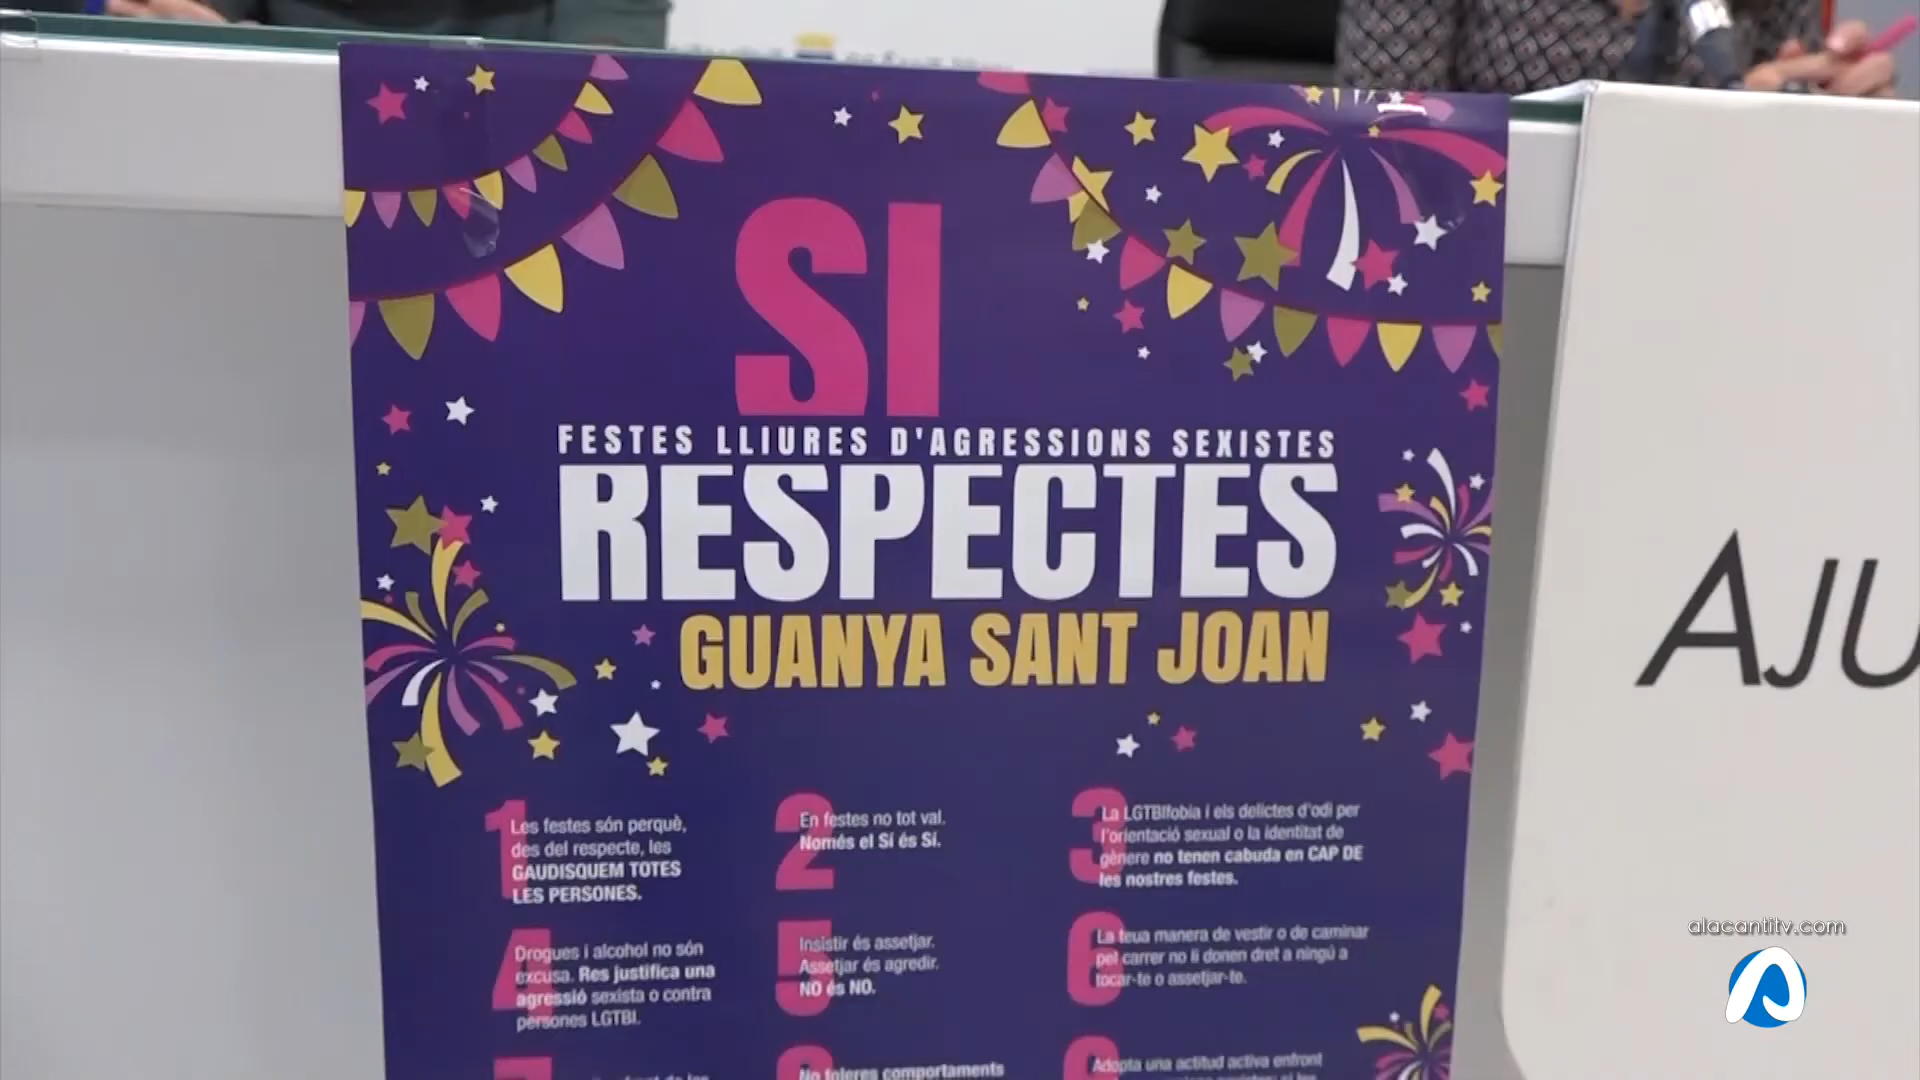 SI
FESTES LLIURES D'AGRESSIONS SEXISTES
RESPECTES
GUANYA SANT JOAN
1
Les festes són perquè,
des del respecte, les
GAUDISQUEM TOTES
LES PERSONES.
2
En festes no tot val.
Només el Sí és Sí.
3
La LGTBIfobia i els delictes d'odi per
l'orientació sexual o la identitat de
gènere no tenen cabuda en CAP DE
les nostres festes.
4
Drogues i alcohol no són
excusa. Res justifica una
agressió sexista o contra
persones LGTBI.
5
Insistir és assetjar.
Assetjar és agredir.
NO és NO.
6
La teua manera de vestir o de caminar
pel carrer no li donen dret a ningú a
tocar-te o assetjar-te.
No toleres comportaments
Adopta una actitud activa enfront
AJU
alacantitv.com